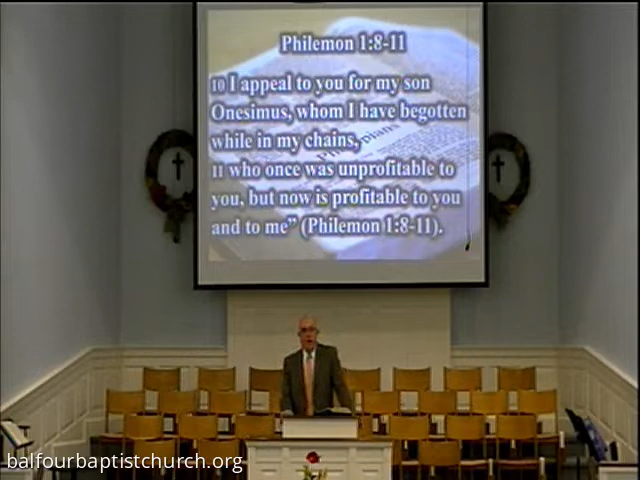 Philemon 1:8-11
10 I appeal to you for my son
Onesimus, whom I have begotten
while in my chains,
11 who once was unprofitable to
you, but now is profitable to you
and to me” (Philemon 1:8-11).
balfourbaptistchurch.org